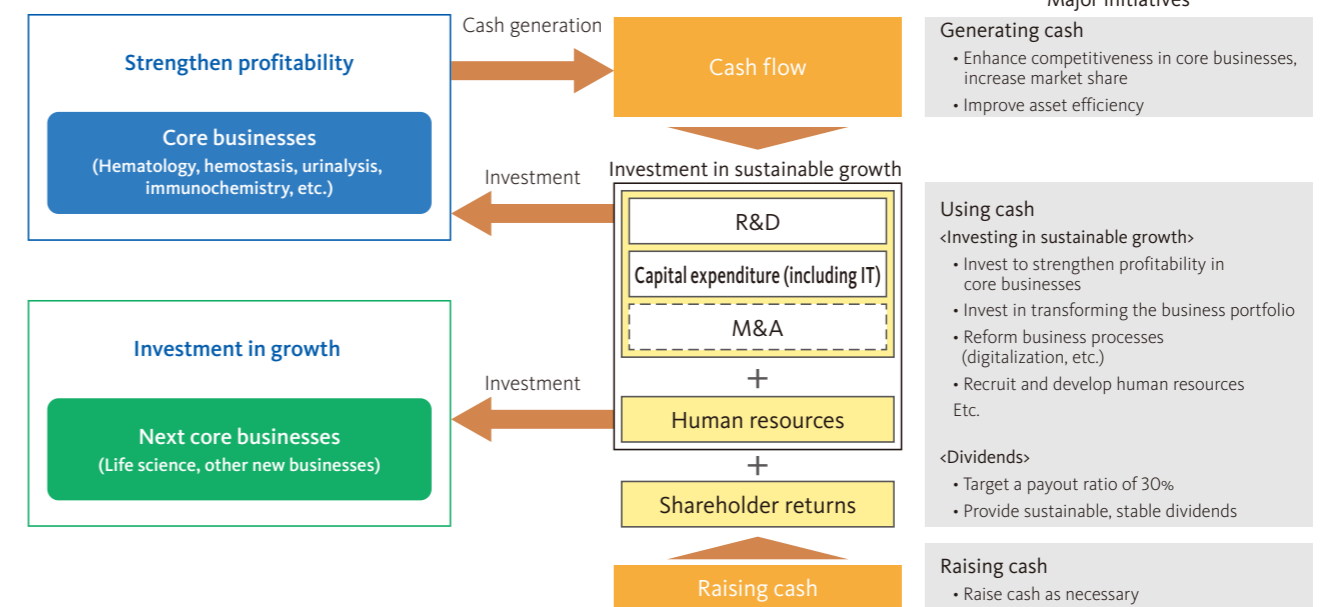 Major Initiatives
Strengthen profitability
Core businesses
(Hematology, hemostasis, urinalysis,
immunochemistry, etc.)
Cash generation
Cash flow
Investment
Investment in sustainable growth
R&D
Capital expenditure (including IT)
M&A
+
Human resources
+
Shareholder returns
Raising cash
Investment in growth
Next core businesses
(Life science, other new businesses)
Investment
Generating cash
• Enhance competitiveness in core businesses,
increase market share
• Improve asset efficiency
Using cash
<Investing in sustainable growth>
• Invest to strengthen profitability in
core businesses
• Invest in transforming the business portfolio
• Reform business processes
(digitalization, etc.)
• Recruit and develop human resources
Etc.
<Dividends>
• Target a payout ratio of 30%
• Provide sustainable, stable dividends
Raising cash
• Raise cash as necessary